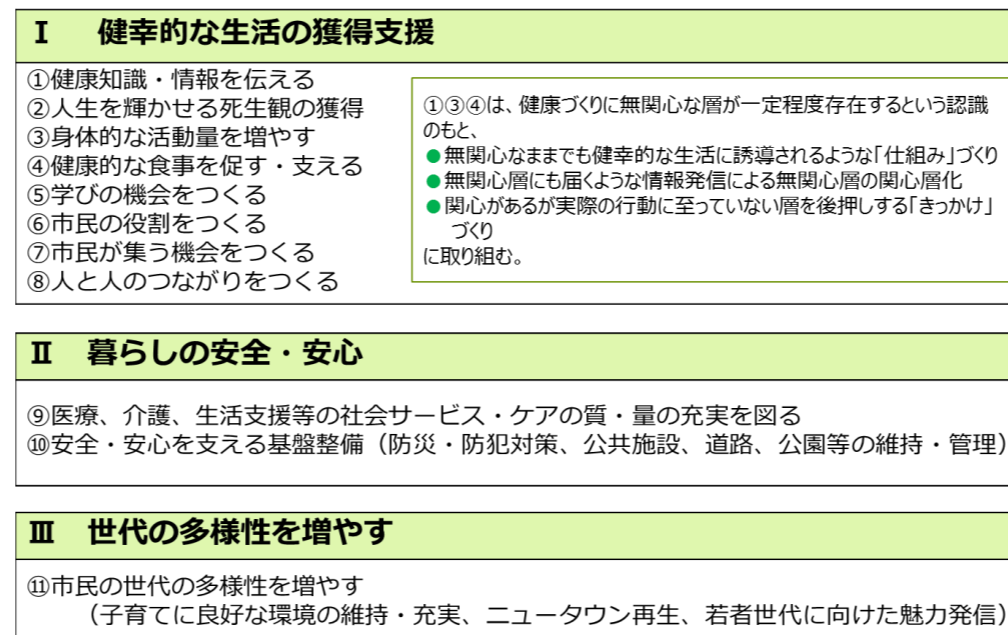 Ⅰ　健幸的な生活の獲得支援
①健康知識・情報を伝える
②人生を輝かせる死生観の獲得
③身体的な活動量を増やす
④健康的な食事を促す・支える
⑤学びの機会をつくる
⑥市民の役割をつくる
⑦市民が集う機会をつくる
⑧人と人のつながりをつくる
①③④は、健康づくりに無関心な層が一定程度存在するという認識
のもと、
●無関心なままでも健幸的な生活に誘導されるような「仕組み」づくり
●無関心層にも届くような情報発信による無関心層の関心層化
●関心があるが実際の行動に至っていない層を後押しする「きっかけ」
づくり
に取り組む。
Ⅱ　暮らしの安全・安心
⑨医療、介護、生活支援等の社会サービス・ケアの質・量の充実を図る
⑩安全・安心を支える基盤整備（防災・防犯対策、公共施設、道路、公園等の維持・管理）
Ⅲ　世代の多様性を増やす
⑪市民の世代の多様性を増やす
（子育てに良好な環境の維持・充実、ニュータウン再生、若者世代に向けた魅力発信）